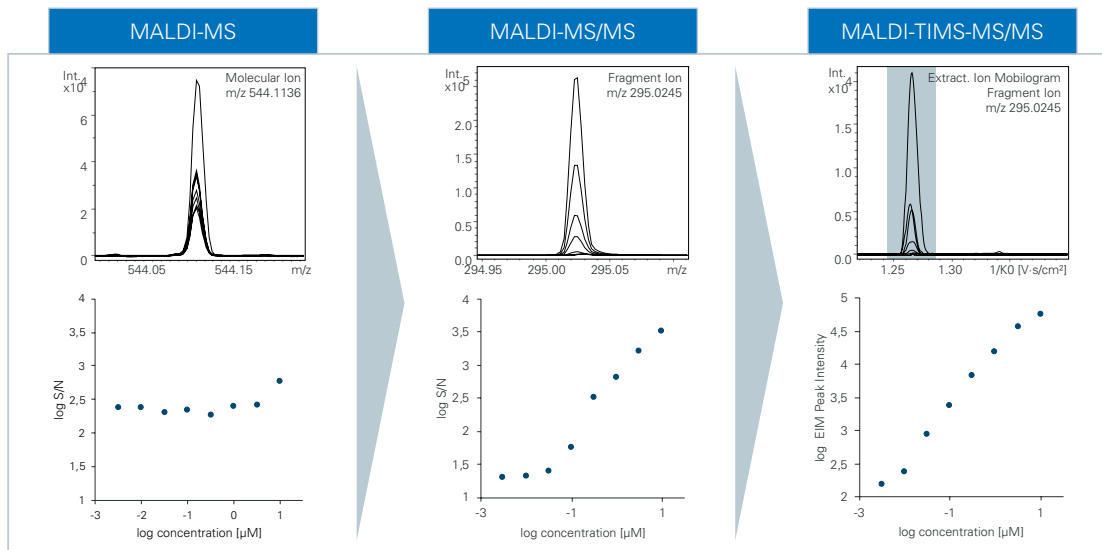 MALDI-MS
MALDI-MS/MS
MALDI-TIMS-MS/MS
Int.
x10⁴
Molecular Ion
m/z 544.1136
6
4
2
0
544.05
544.15
m/z
Int.
x10⁵
Fragment Ion
m/z 295.0245
2.5
2.0
1.5
1.0
0.5
0.0
294.95
295.00
295.05
m/z
Int.
x10⁴
Extract. Ion Mobilogram
Fragment Ion
m/z 295.0245
2.0
1.5
1.0
0.5
0.0
1.25
1.30
1/K0 [V·s/cm²]
4
3,5
3
2,5
2
1,5
1
log S/N
-3
-2
-1
0
1
log concentration [µM]
4
3,5
3
2,5
2
1,5
1
log S/N
-3
-1
1
log concentration [µM]
5
4,5
4
3,5
3
2,5
2
log EIM Peak Intensity
-3
-1
1
log concentration [µM]